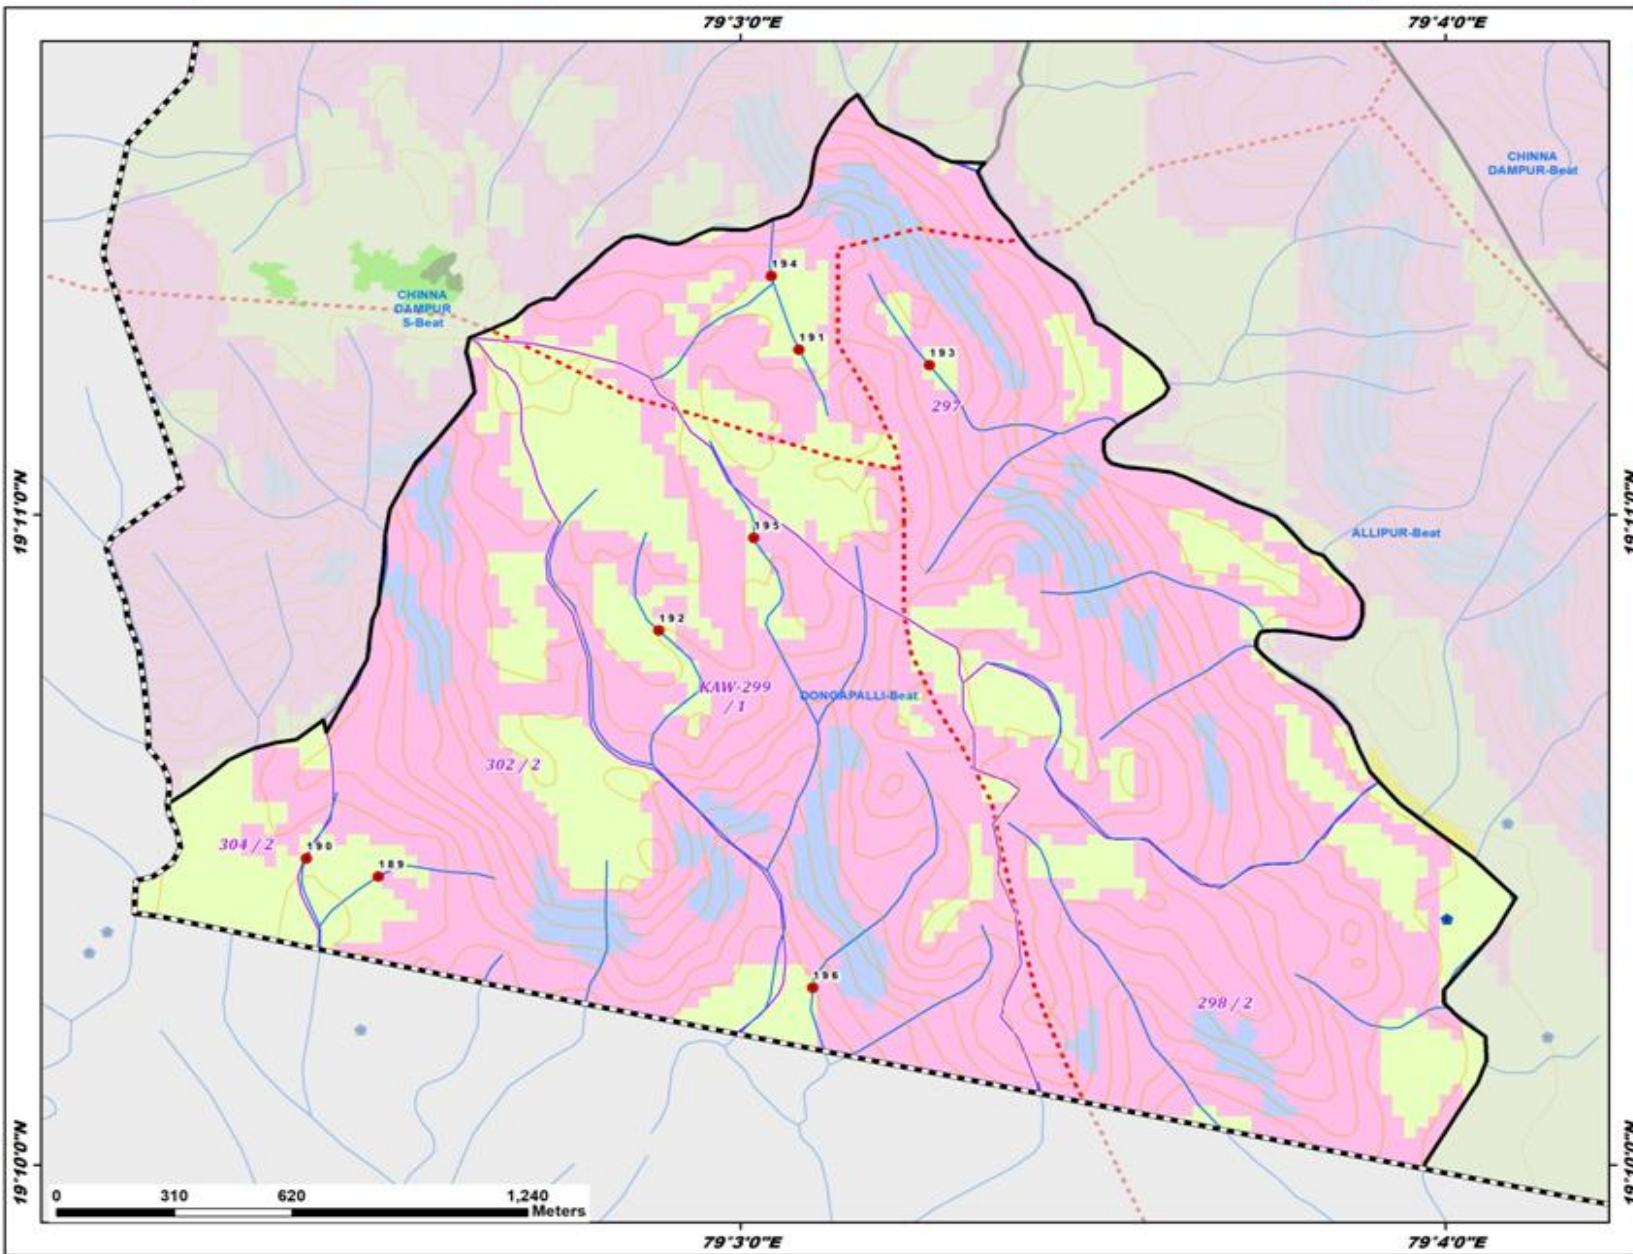 79°3'0"E
79°4'0"E
CHINNA
DAMPUR-Beat
194
CHINNA
DAMPUR
S-Beat
191
193
297
19°11'0"N
19°11'0"N
195
ALLIPUR-Beat
192
KAW-299
/ 1
DONGAPALLI-Beat
302 / 2
304 / 2
190
189
196
298 / 2
19°10'0"N
19°10'0"N
0
310
620
1,240
Meters
79°3'0"E
79°4'0"E